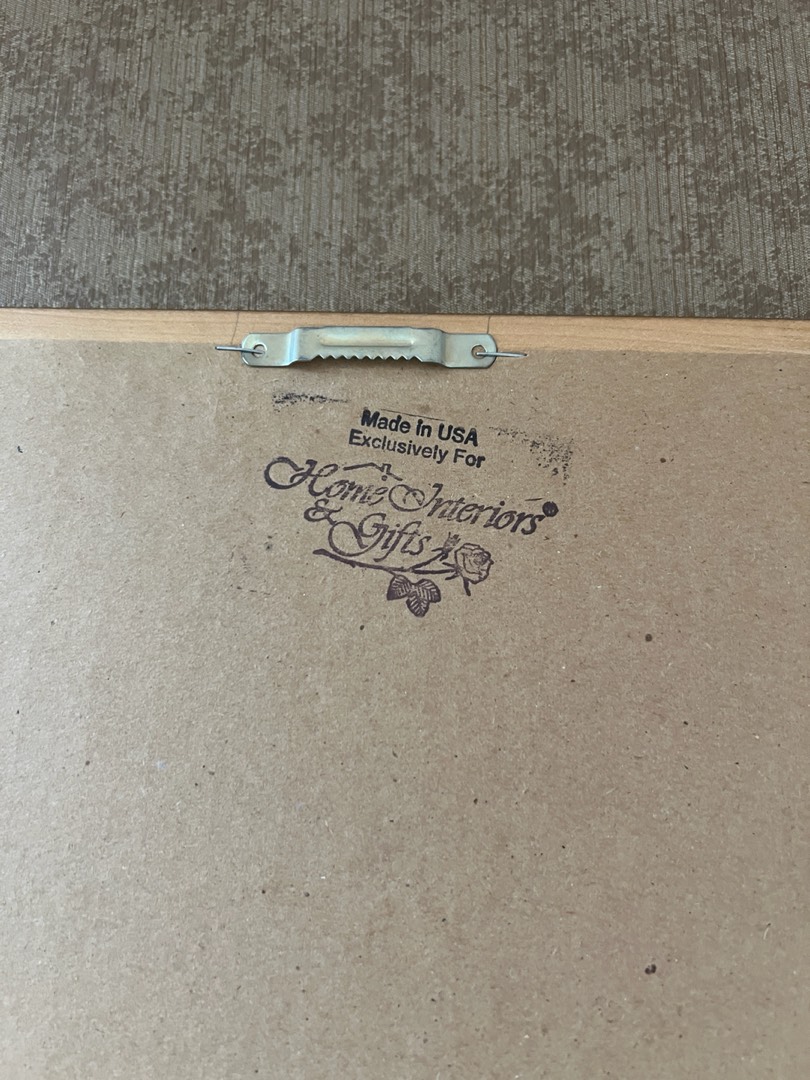 Made in USA
Exclusively For
Home Interiors®
& Gifts